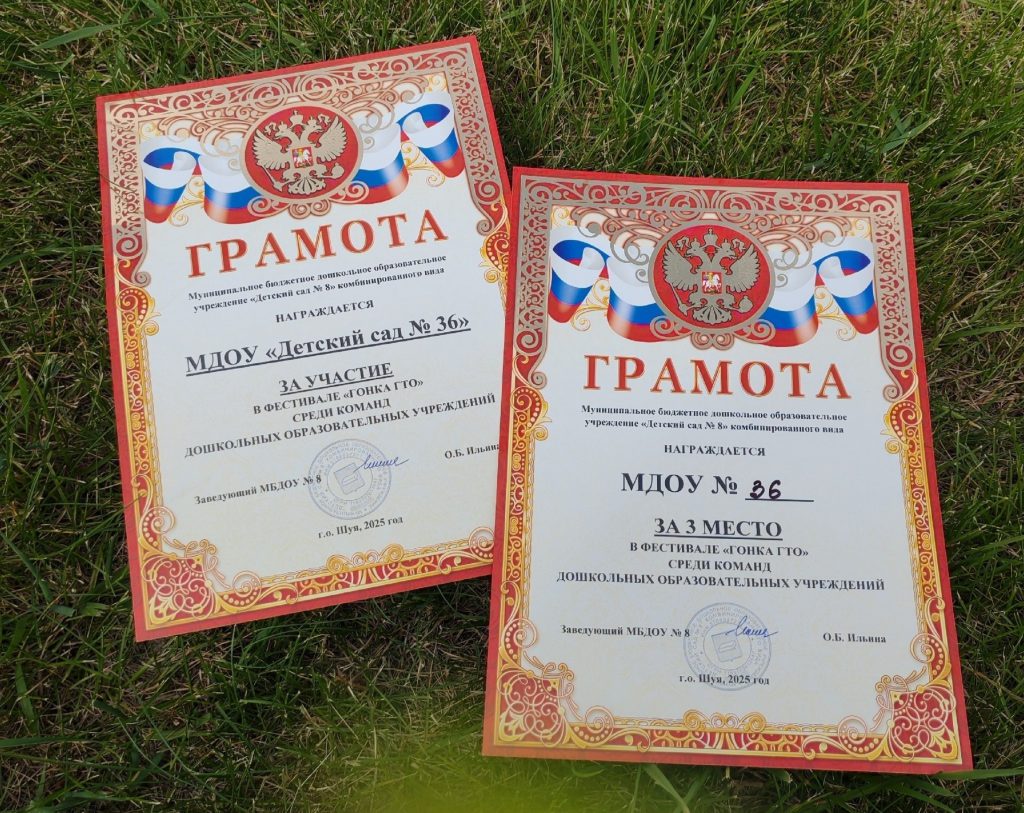 ГРАМОТА
Муниципальное бюджетное дошкольное образовательное
учреждение «Детский сад № 8» комбинированного вида
НАГРАЖДАЕТСЯ
МДОУ «Детский сад № 36»
ЗА УЧАСТИЕ
В ФЕСТИВАЛЕ «ГОНКА ГТО»
СРЕДИ КОМАНД
ДОШКОЛЬНЫХ ОБРАЗОВАТЕЛЬНЫХ УЧРЕЖДЕНИЙ
Заведующий МБДОУ № 8 О.Б. Ильина
г.о. Шуя, 2025 год
ГРАМОТА
Муниципальное бюджетное дошкольное образовательное
учреждение «Детский сад № 8» комбинированного вида
НАГРАЖДАЕТСЯ
МДОУ № 36
ЗА 3 МЕСТО
В ФЕСТИВАЛЕ «ГОНКА ГТО»
СРЕДИ КОМАНД
ДОШКОЛЬНЫХ ОБРАЗОВАТЕЛЬНЫХ УЧРЕЖДЕНИЙ
Заведующий МБДОУ № 8 О.Б. Ильина
г.о. Шуя, 2025 год